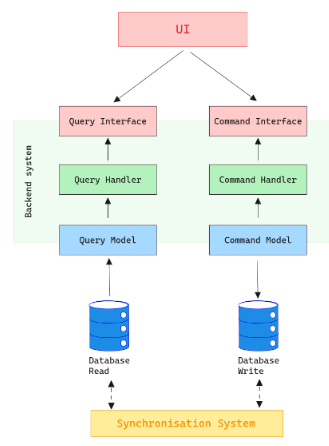 UI
Query Interface
Command Interface
Backend system
Query Handler
Command Handler
Query Model
Command Model
Database
Read
Database
Write
Synchronisation System